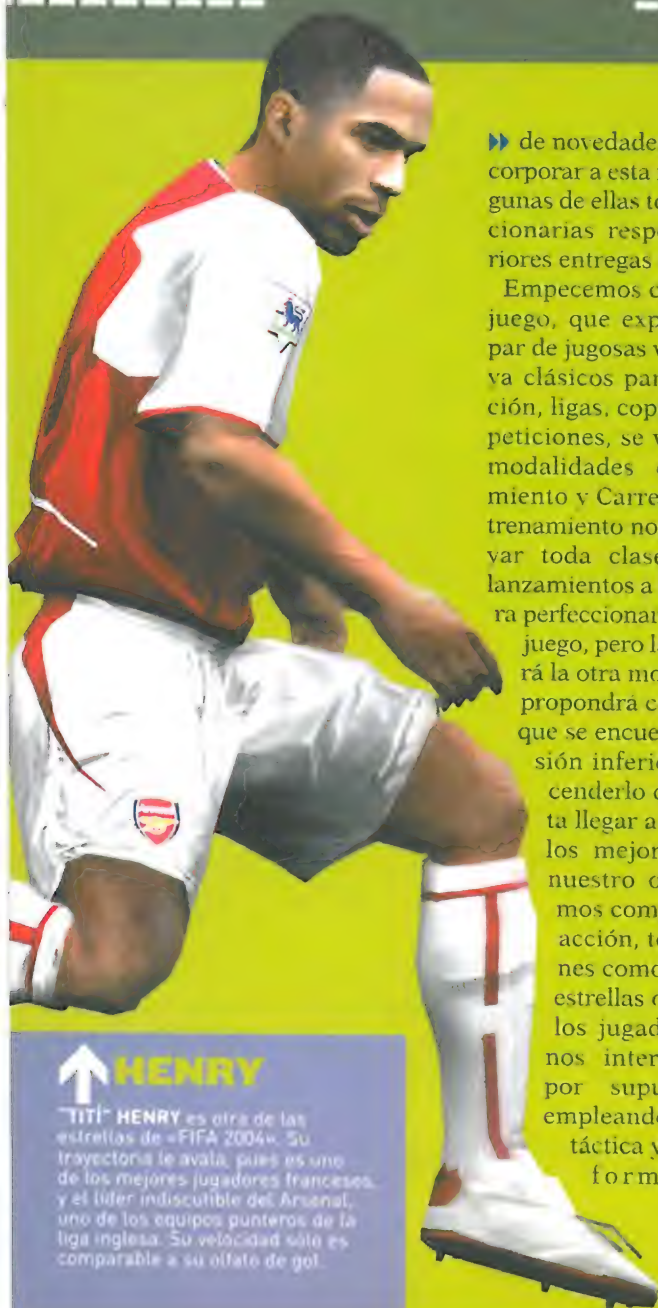 de novedade
corporar a esta
gunas de ellas
cionarias resp
riores entregas
Empecemos
juego, que exp
par de jugosas
va clásicos par
ción, ligas, cop
peticiones, se
modalidades
miento y Carre
trenamiento no
var toda clase
lanzamientos a
ra perfeccionar
juego, pero
rá la otra mo
propondrá
que se encue
sión inferi
cenderlo
ta llegar a
los mejor
nuestro
mos com
acción,
nes como
estrellas
los jugad
nos inter
por supu
empleand
táctica y
form
HENRY
"TITÍ" HENRY es otra de las
estrellas de «FIFA 2004». Su
trayectoria le avala, pues es uno
de los mejores jugadores franceses,
y el líder indiscutible del Arsenal,
uno de los equipos punteros de la
liga inglesa. Su velocidad sólo es
comparable a su olfato de gol.